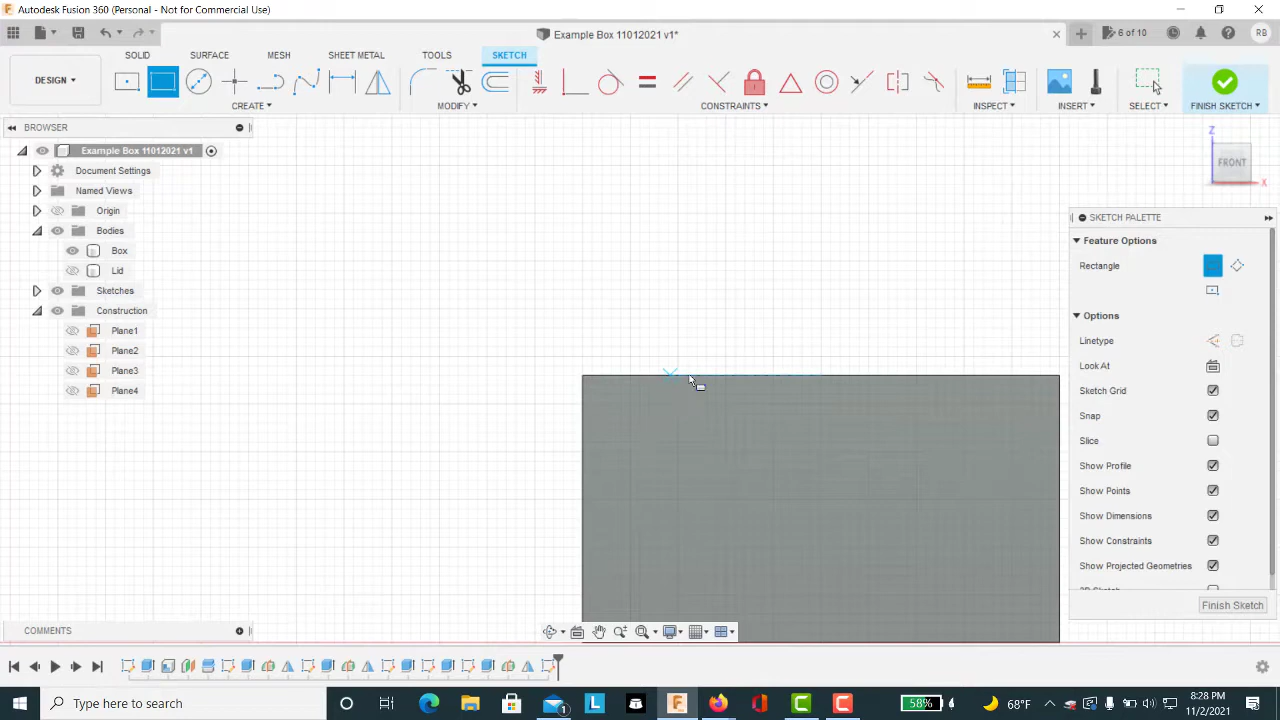 Autodesk Fusion 360 (Personal - Not for Commercial Use)
Example Box 11012021 v1*
6 of 10
RB
SOLID SURFACE MESH SHEET METAL TOOLS SKETCH
DESIGN
CREATE MODIFY CONSTRAINTS INSPECT INSERT SELECT FINISH SKETCH
BROWSER
Example Box 11012021 v1
Document Settings
Named Views
Origin
Bodies
Box
Lid
Sketches
Construction
Plane1
Plane2
Plane3
Plane4
Z
FRONT
X
SKETCH PALETTE
Feature Options
Rectangle
Options
Linetype
Look At
Sketch Grid
Snap
Slice
Show Profile
Show Points
Show Dimensions
Show Constraints
Show Projected Geometries
Finish Sketch
COMMENTS
Type here to search
58%
68°F
8:28 PM
11/2/2021